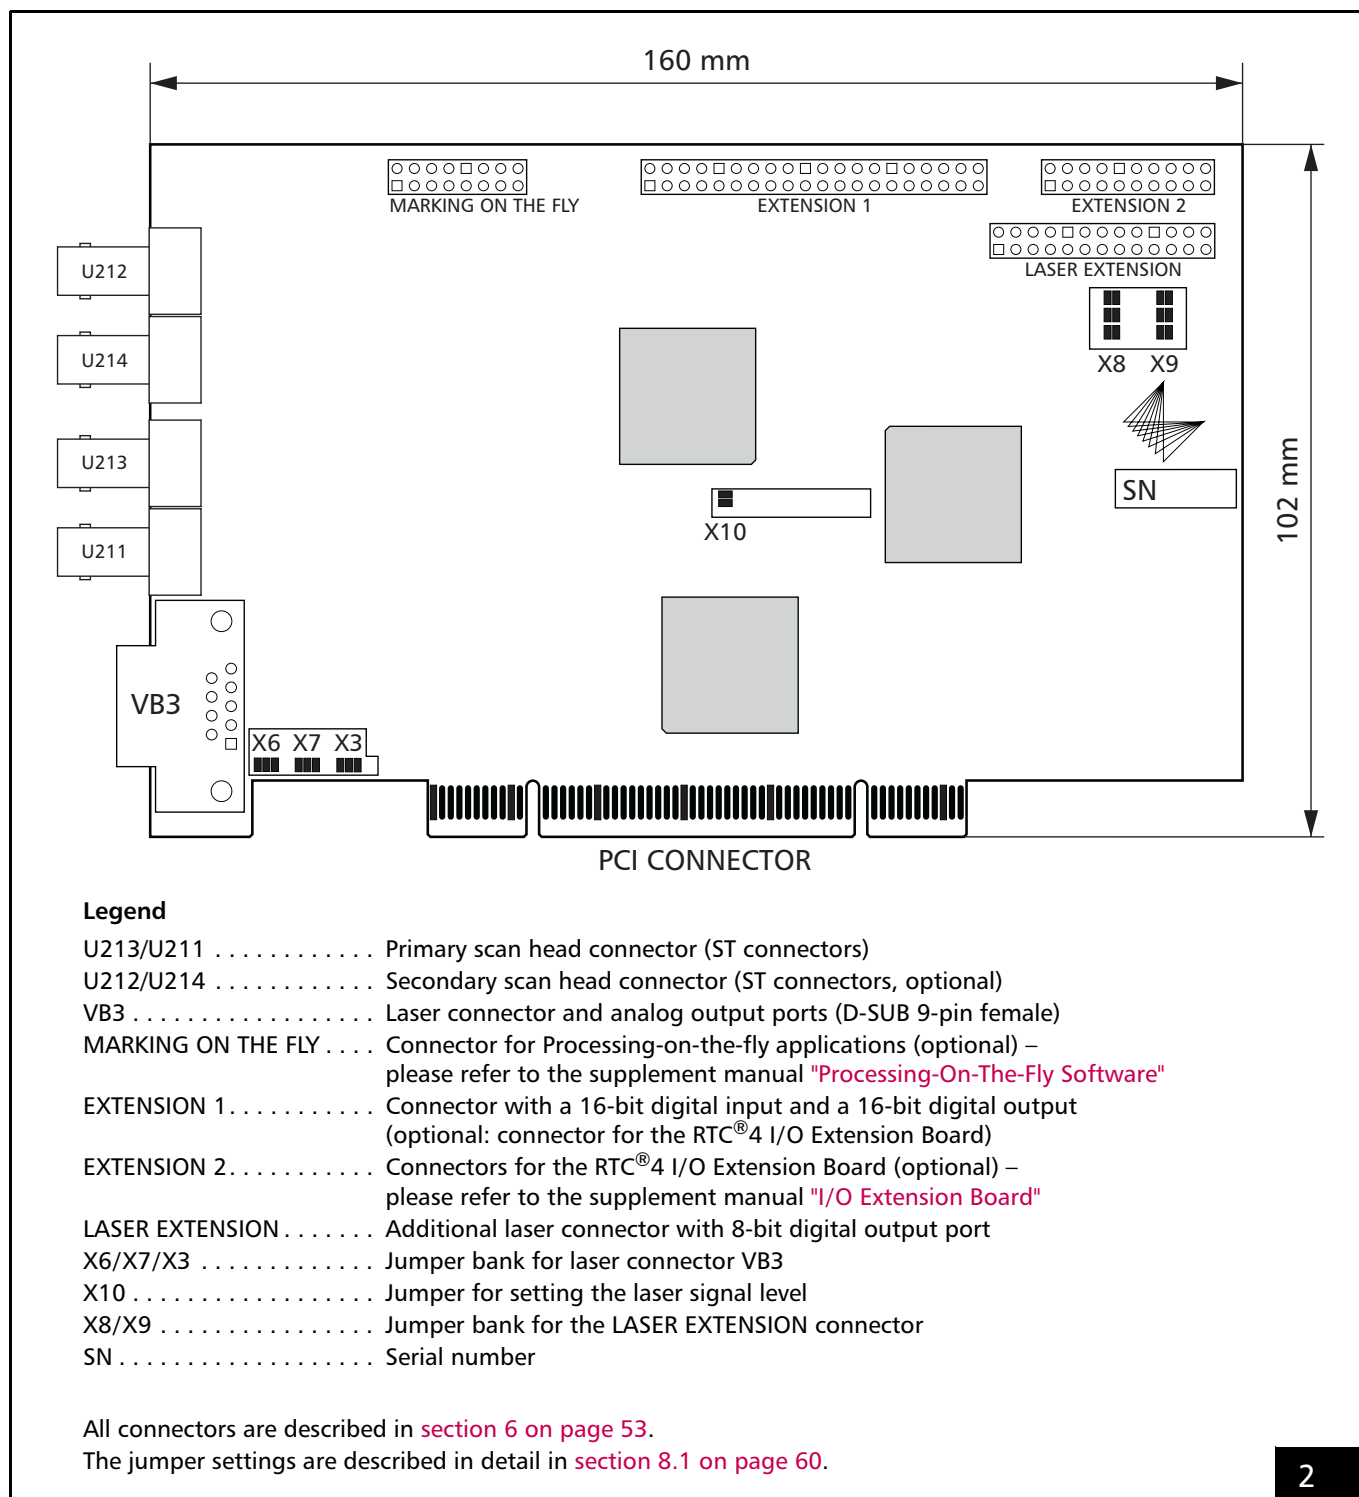 160 mm
MARKING ON THE FLY
EXTENSION 1
EXTENSION 2
LASER EXTENSION
U212
U214
U213
U211
X8 X9
SN
X10
102 mm
VB3
X6 X7 X3
PCI CONNECTOR
Legend
U213/U211 . . . . . . . . . . . . Primary scan head connector (ST connectors)
U212/U214 . . . . . . . . . . . . Secondary scan head connector (ST connectors, optional)
VB3 . . . . . . . . . . . . . . . . . . Laser connector and analog output ports (D-SUB 9-pin female)
MARKING ON THE FLY . . . . Connector for Processing-on-the-fly applications (optional) –
please refer to the supplement manual "Processing-On-The-Fly Software"
EXTENSION 1. . . . . . . . . . . Connector with a 16-bit digital input and a 16-bit digital output
(optional: connector for the RTC®4 I/O Extension Board)
EXTENSION 2. . . . . . . . . . . Connectors for the RTC®4 I/O Extension Board (optional) –
please refer to the supplement manual "I/O Extension Board"
LASER EXTENSION . . . . . . . Additional laser connector with 8-bit digital output port
X6/X7/X3 . . . . . . . . . . . . . Jumper bank for laser connector VB3
X10 . . . . . . . . . . . . . . . . . . Jumper for setting the laser signal level
X8/X9 . . . . . . . . . . . . . . . . Jumper bank for the LASER EXTENSION connector
SN . . . . . . . . . . . . . . . . . . . Serial number
All connectors are described in section 6 on page 53.
The jumper settings are described in detail in section 8.1 on page 60.
2